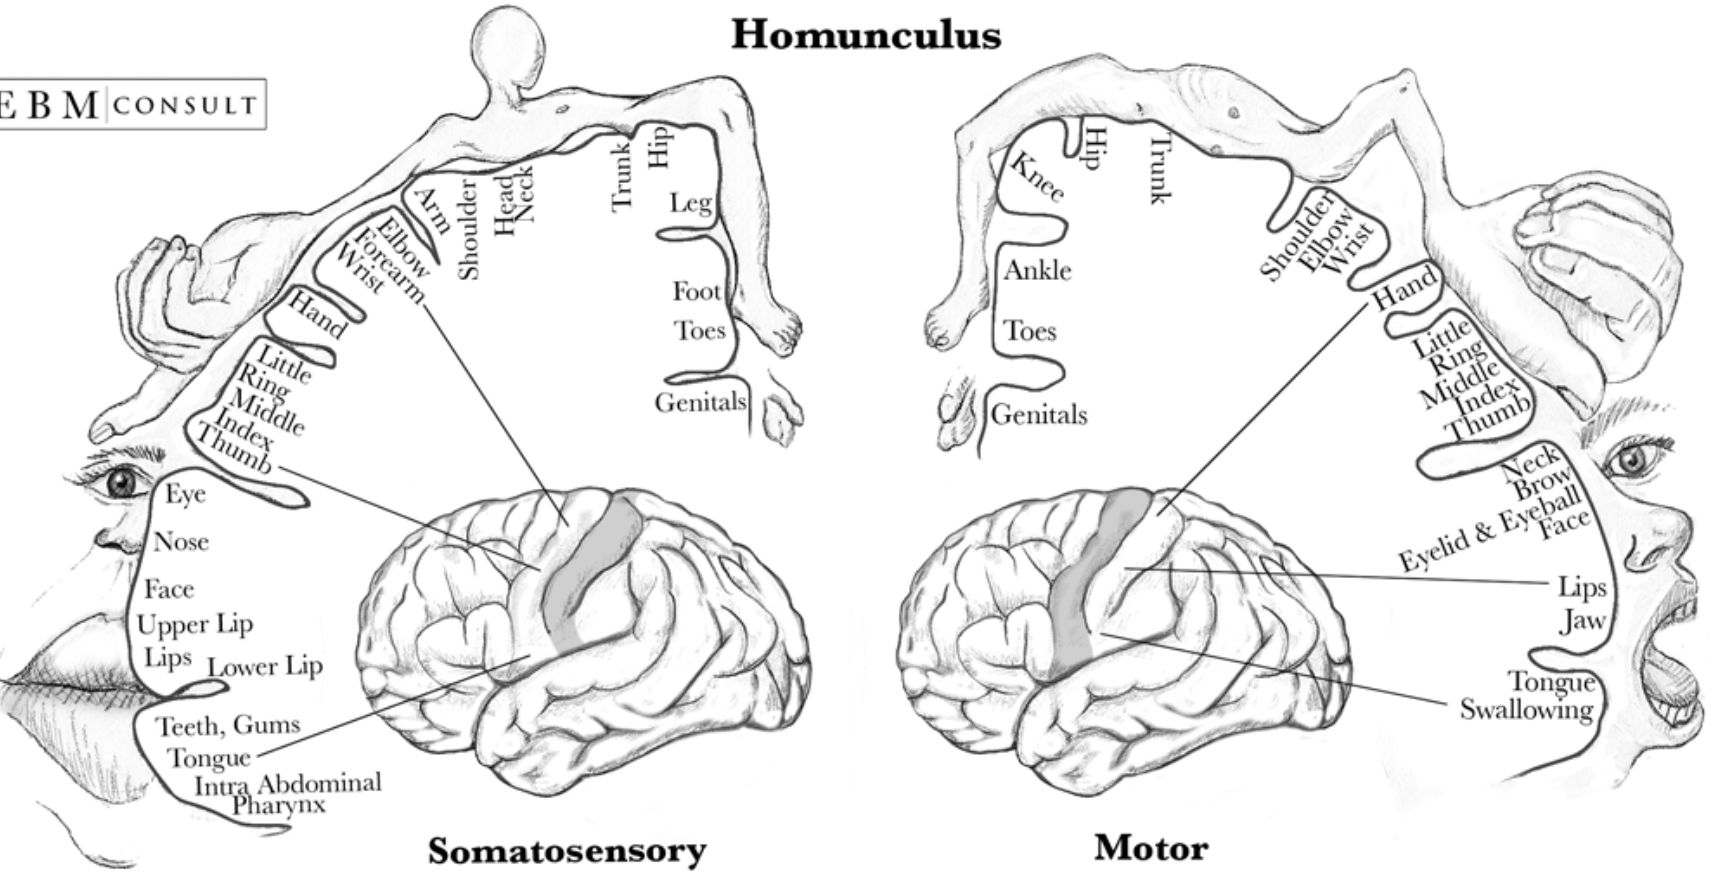 Homunculus
EBM CONSULT
Trunk
Hip
Leg
Foot
Toes
Genitals
Neck
Head
Shoulder
Arm
Elbow
Forearm
Wrist
Hand
Little
Ring
Middle
Index
Thumb
Eye
Nose
Face
Upper Lip
Lips
Lower Lip
Teeth, Gums
Tongue
Intra Abdominal
Pharynx
Somatosensory
Knee
Hip
Trunk
Ankle
Toes
Genitals
Shoulder
Elbow
Wrist
Hand
Little
Ring
Middle
Index
Thumb
Neck
Brow
Eyelid & Eyeball
Face
Lips
Jaw
Tongue
Swallowing
Motor